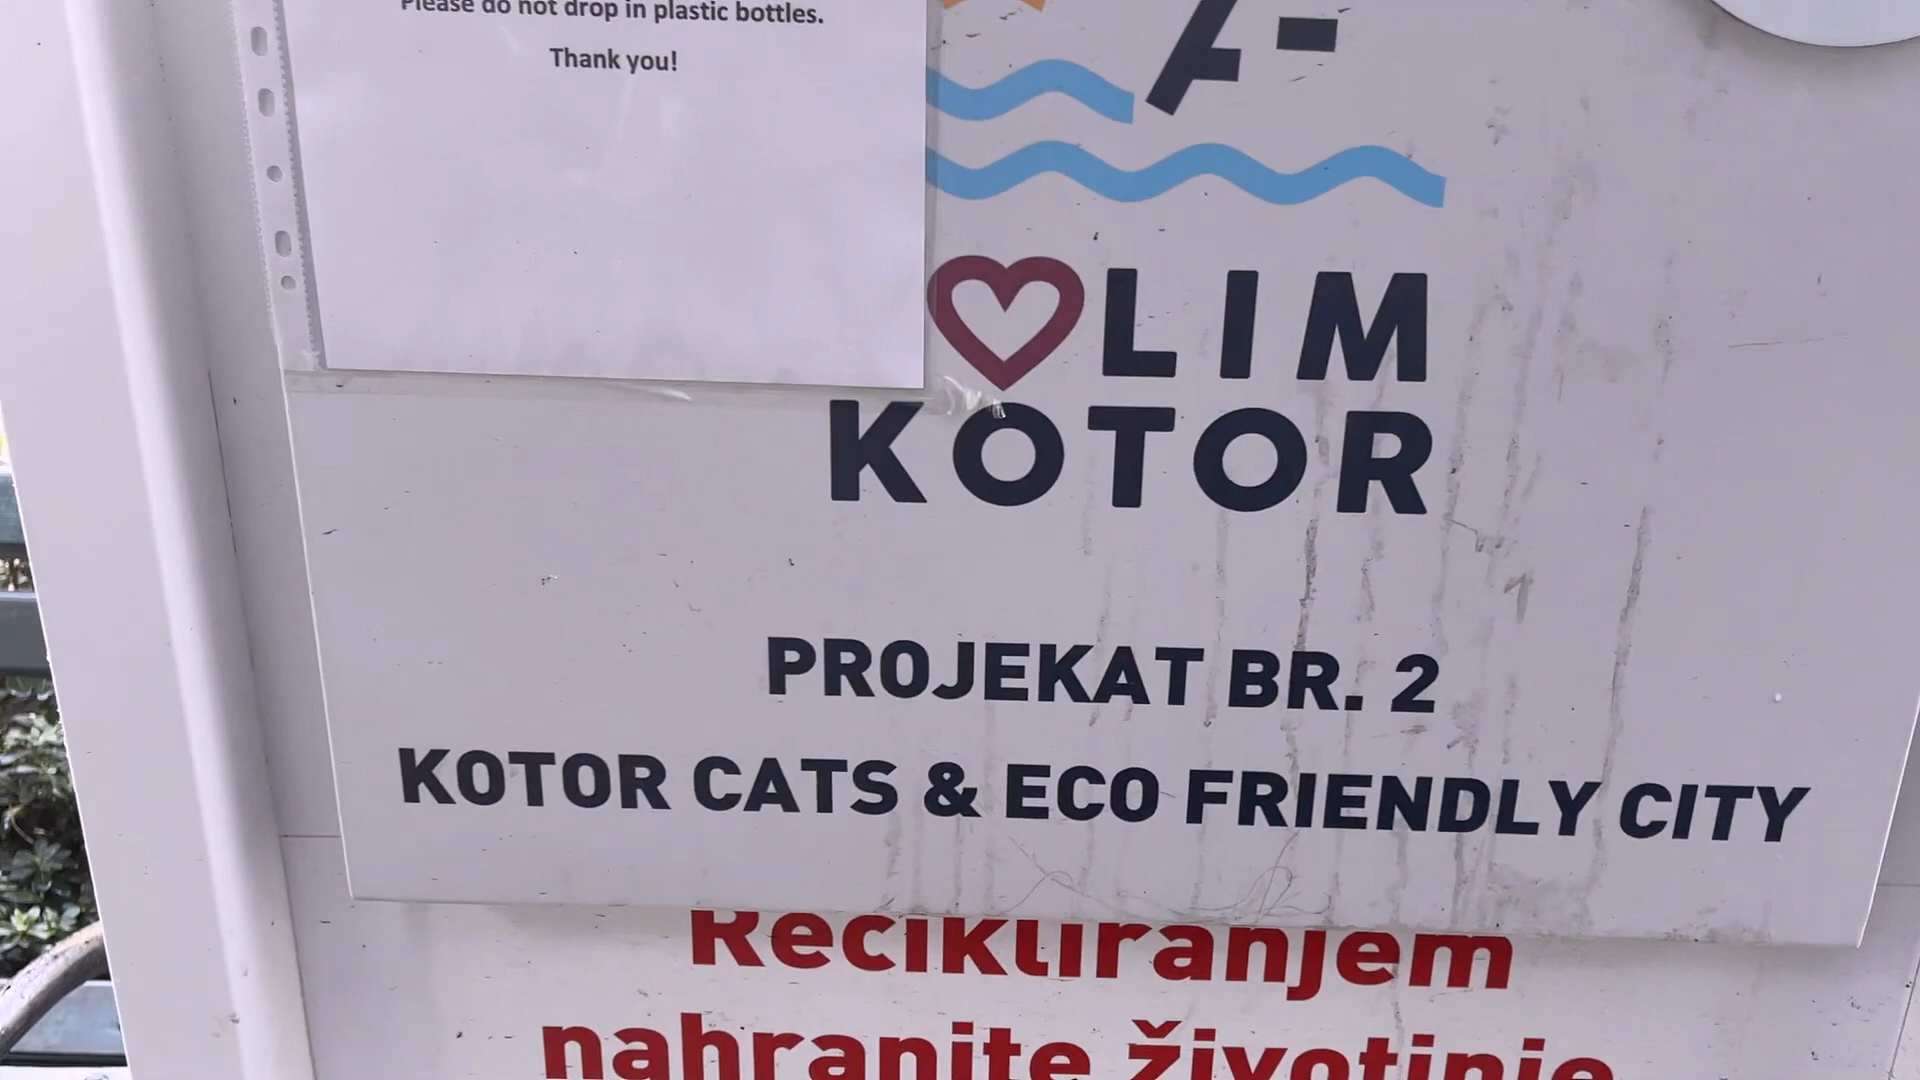 Please do not drop in plastic bottles.
Thank you!
LIM
KOTOR
PROJEKAT BR. 2
KOTOR CATS & ECO FRIENDLY CITY
Recikliranjem
nahranite životinje